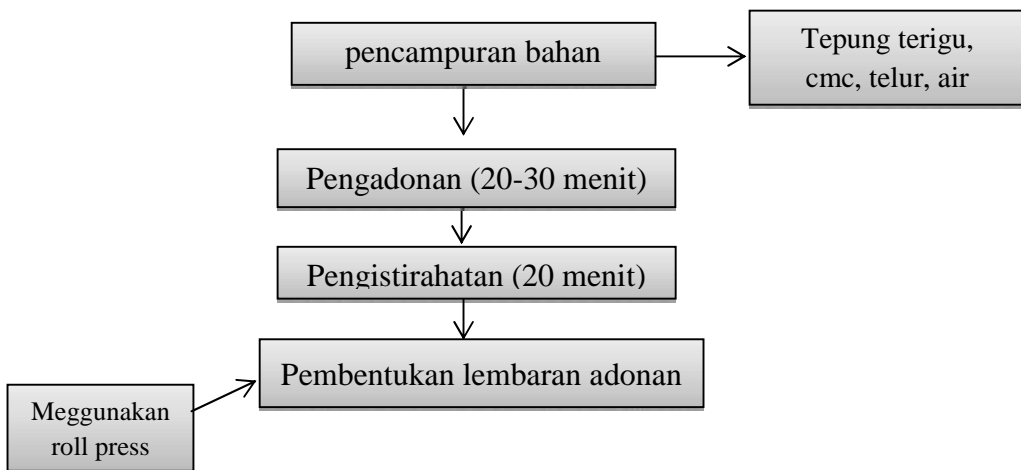 pencampuran bahan
Tepung terigu,
cmc, telur, air
Pengadonan (20-30 menit)
Pengistirahatan (20 menit)
Pembentukan lembaran adonan
Meggunakan
roll press